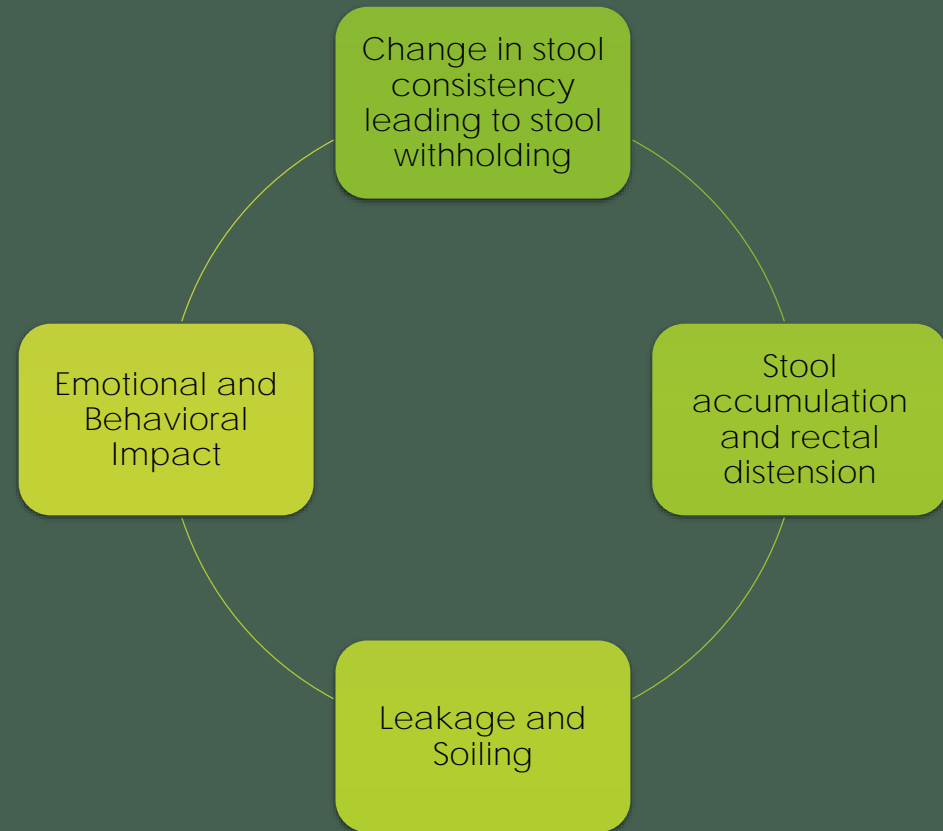 Change in stool
consistency
leading to stool
withholding
Stool
accumulation
and rectal
distension
Leakage and
Soiling
Emotional and
Behavioral
Impact